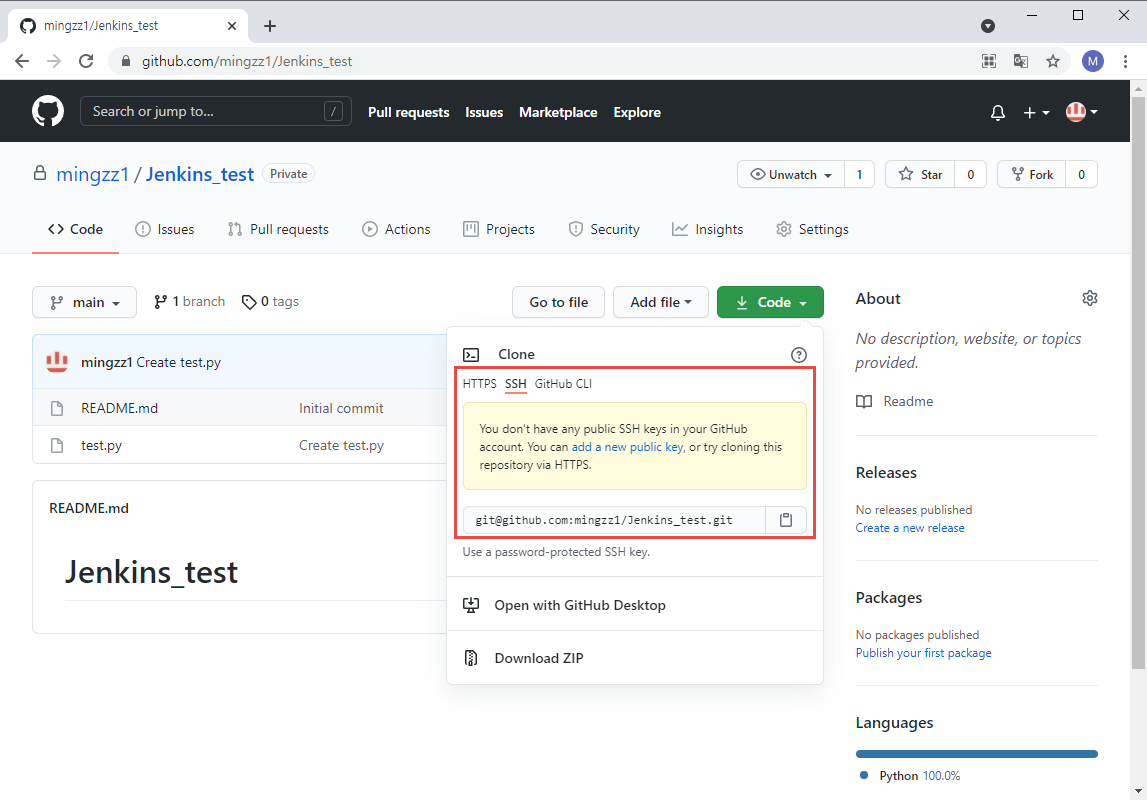 mingzz1/Jenkins_test
github.com/mingzz1/Jenkins_test
M
Search or jump to...
/
Pull requests
Issues
Marketplace
Explore
mingzz1 / Jenkins_test
Private
Unwatch
1
Star
0
Fork
0
Code
Issues
Pull requests
Actions
Projects
Security
Insights
Settings
main
1 branch
0 tags
Go to file
Add file
Code
mingzz1 Create test.py
README.md
Initial commit
test.py
Create test.py
README.md
Jenkins_test
Clone
HTTPS SSH GitHub CLI
You don't have any public SSH keys in your GitHub
account. You can add a new public key, or try cloning this
repository via HTTPS.
git@github.com:mingzz1/Jenkins_test.git
Use a password-protected SSH key.
Open with GitHub Desktop
Download ZIP
About
No description, website, or topics
provided.
Readme
Releases
No releases published
Create a new release
Packages
No packages published
Publish your first package
Languages
Python 100.0%